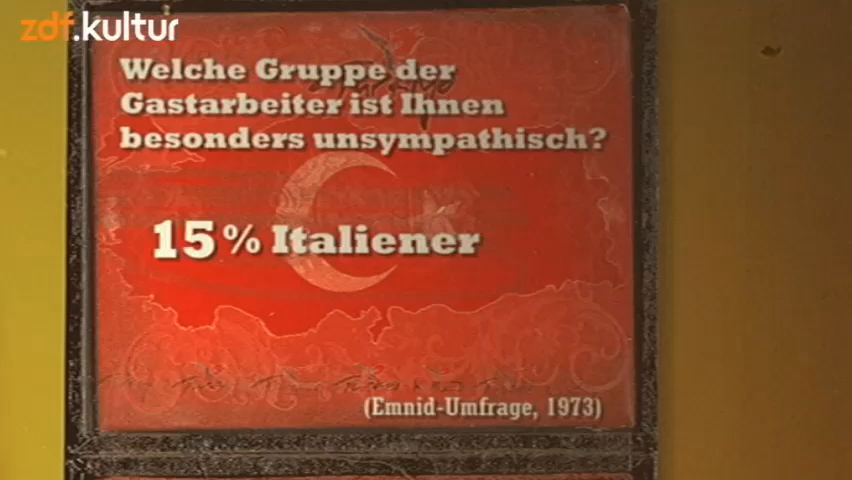 zdf.kultur
Welche Gruppe der
Gastarbeiter ist Ihnen
besonders unsympathisch?
15% Italiener
(Emnid-Umfrage, 1973)